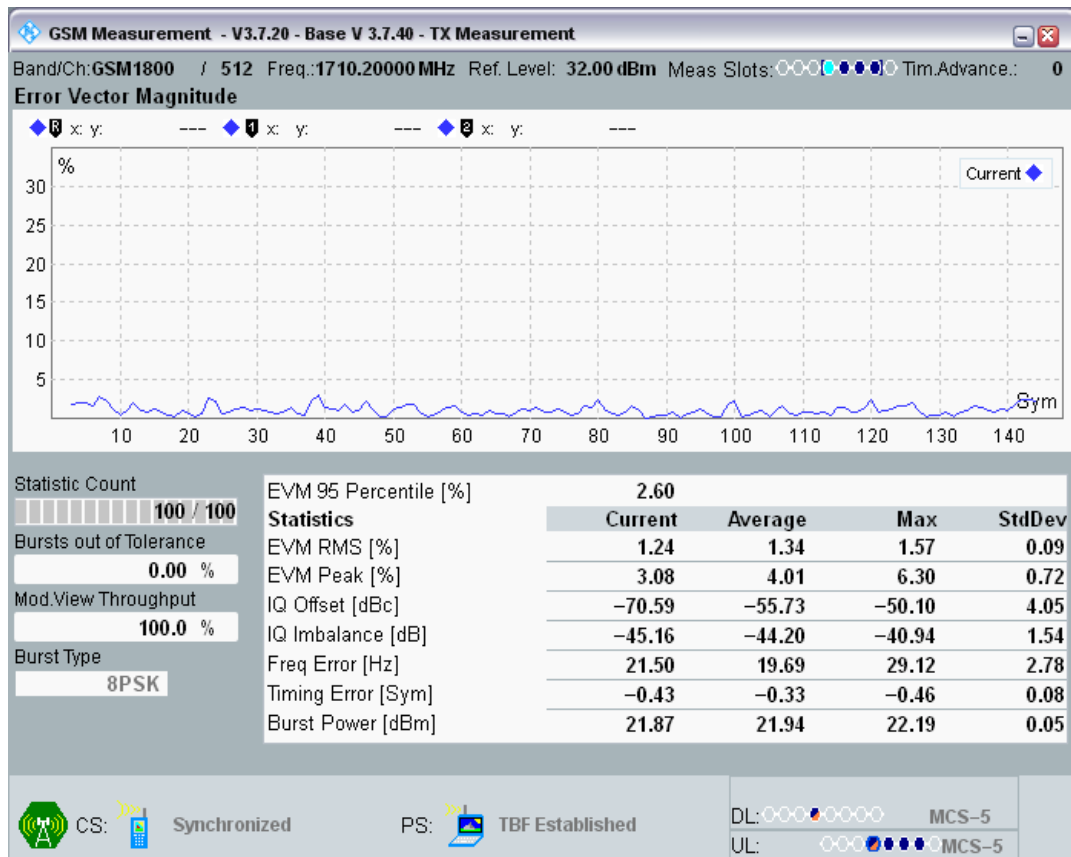 GSM Measurement - V3.7.20 - Base V 3.7.40 - TX Measurement
Band/Ch:GSM1800 / 512 Freq.:1710.20000 MHz Ref. Level: 32.00 dBm Meas Slots: Tim.Advance.: 0
Error Vector Magnitude
R x: y: --- 1 x: y: --- 2 x: y: ---
%
Current
30
25
20
15
10
5
Sym
10 20 30 40 50 60 70 80 90 100 110 120 130 140
Statistic Count
100 / 100
Bursts out of Tolerance
0.00 %
Mod.View Throughput
100.0 %
Burst Type
8PSK
EVM 95 Percentile [%] 2.60
Statistics Current Average Max StdDev
EVM RMS [%] 1.24 1.34 1.57 0.09
EVM Peak [%] 3.08 4.01 6.30 0.72
IQ Offset [dBc] −70.59 −55.73 −50.10 4.05
IQ Imbalance [dB] −45.16 −44.20 −40.94 1.54
Freq Error [Hz] 21.50 19.69 29.12 2.78
Timing Error [Sym] −0.43 −0.33 −0.46 0.08
Burst Power [dBm] 21.87 21.94 22.19 0.05
CS: Synchronized PS: TBF Established
DL: MCS−5
UL: MCS−5